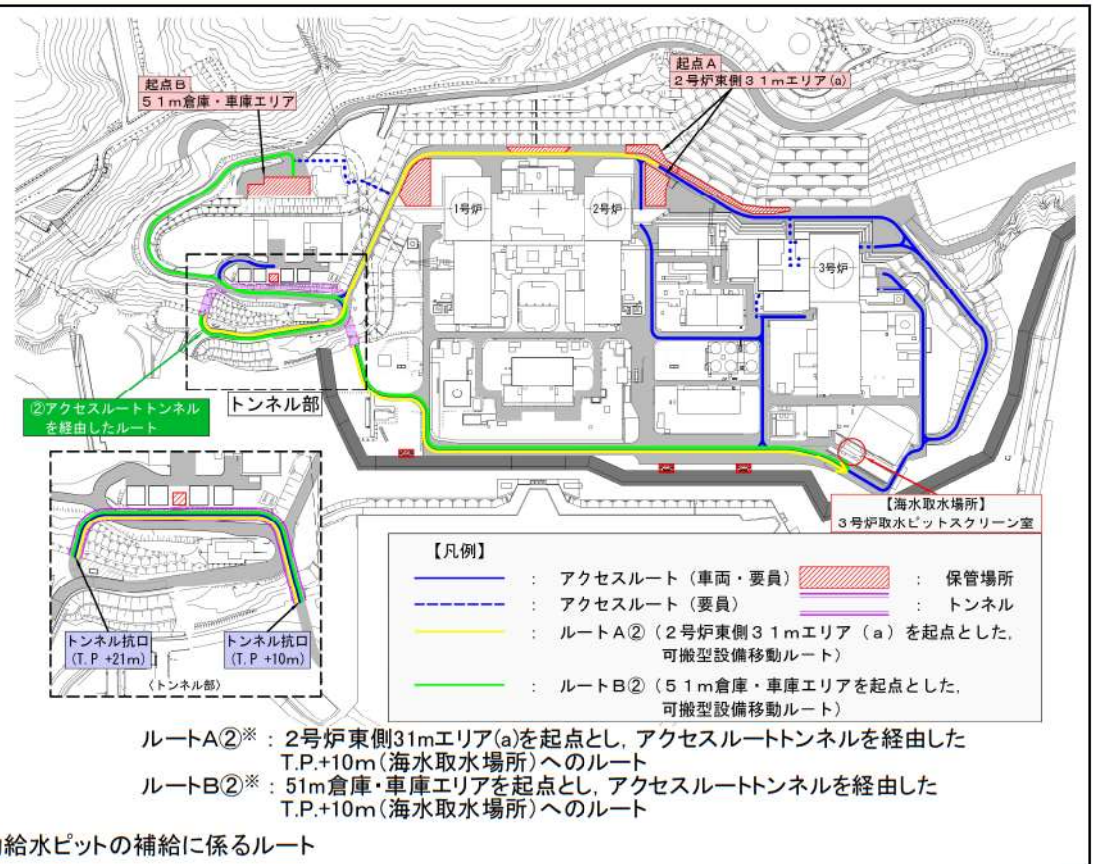 起点B
51m倉庫・車庫エリア
起点A
2号炉東側31mエリア(a)
1号炉
2号炉
3号炉
②アクセスルートトンネル
を経由したルート
トンネル部
【海水取水場所】
3号炉取水ピットスクリーン室
トンネル坑口
(T.P +21m)
トンネル坑口
(T.P +10m)
〈トンネル部〉
【凡例】
: アクセスルート (車両・要員)
: 保管場所
: アクセスルート (要員)
: トンネル
: ルートA② (2号炉東側31mエリア (a) を起点とした,
可搬型設備移動ルート)
: ルートB② (51m倉庫・車庫エリアを起点とした,
可搬型設備移動ルート)
ルートA②※ : 2号炉東側31mエリア(a)を起点とし, アクセスルートトンネルを経由した
T.P.+10m(海水取水場所)へのルート
ルートB②※ : 51m倉庫・車庫エリアを起点とし, アクセスルートトンネルを経由した
T.P.+10m(海水取水場所)へのルート
給水ピットの補給に係るルート